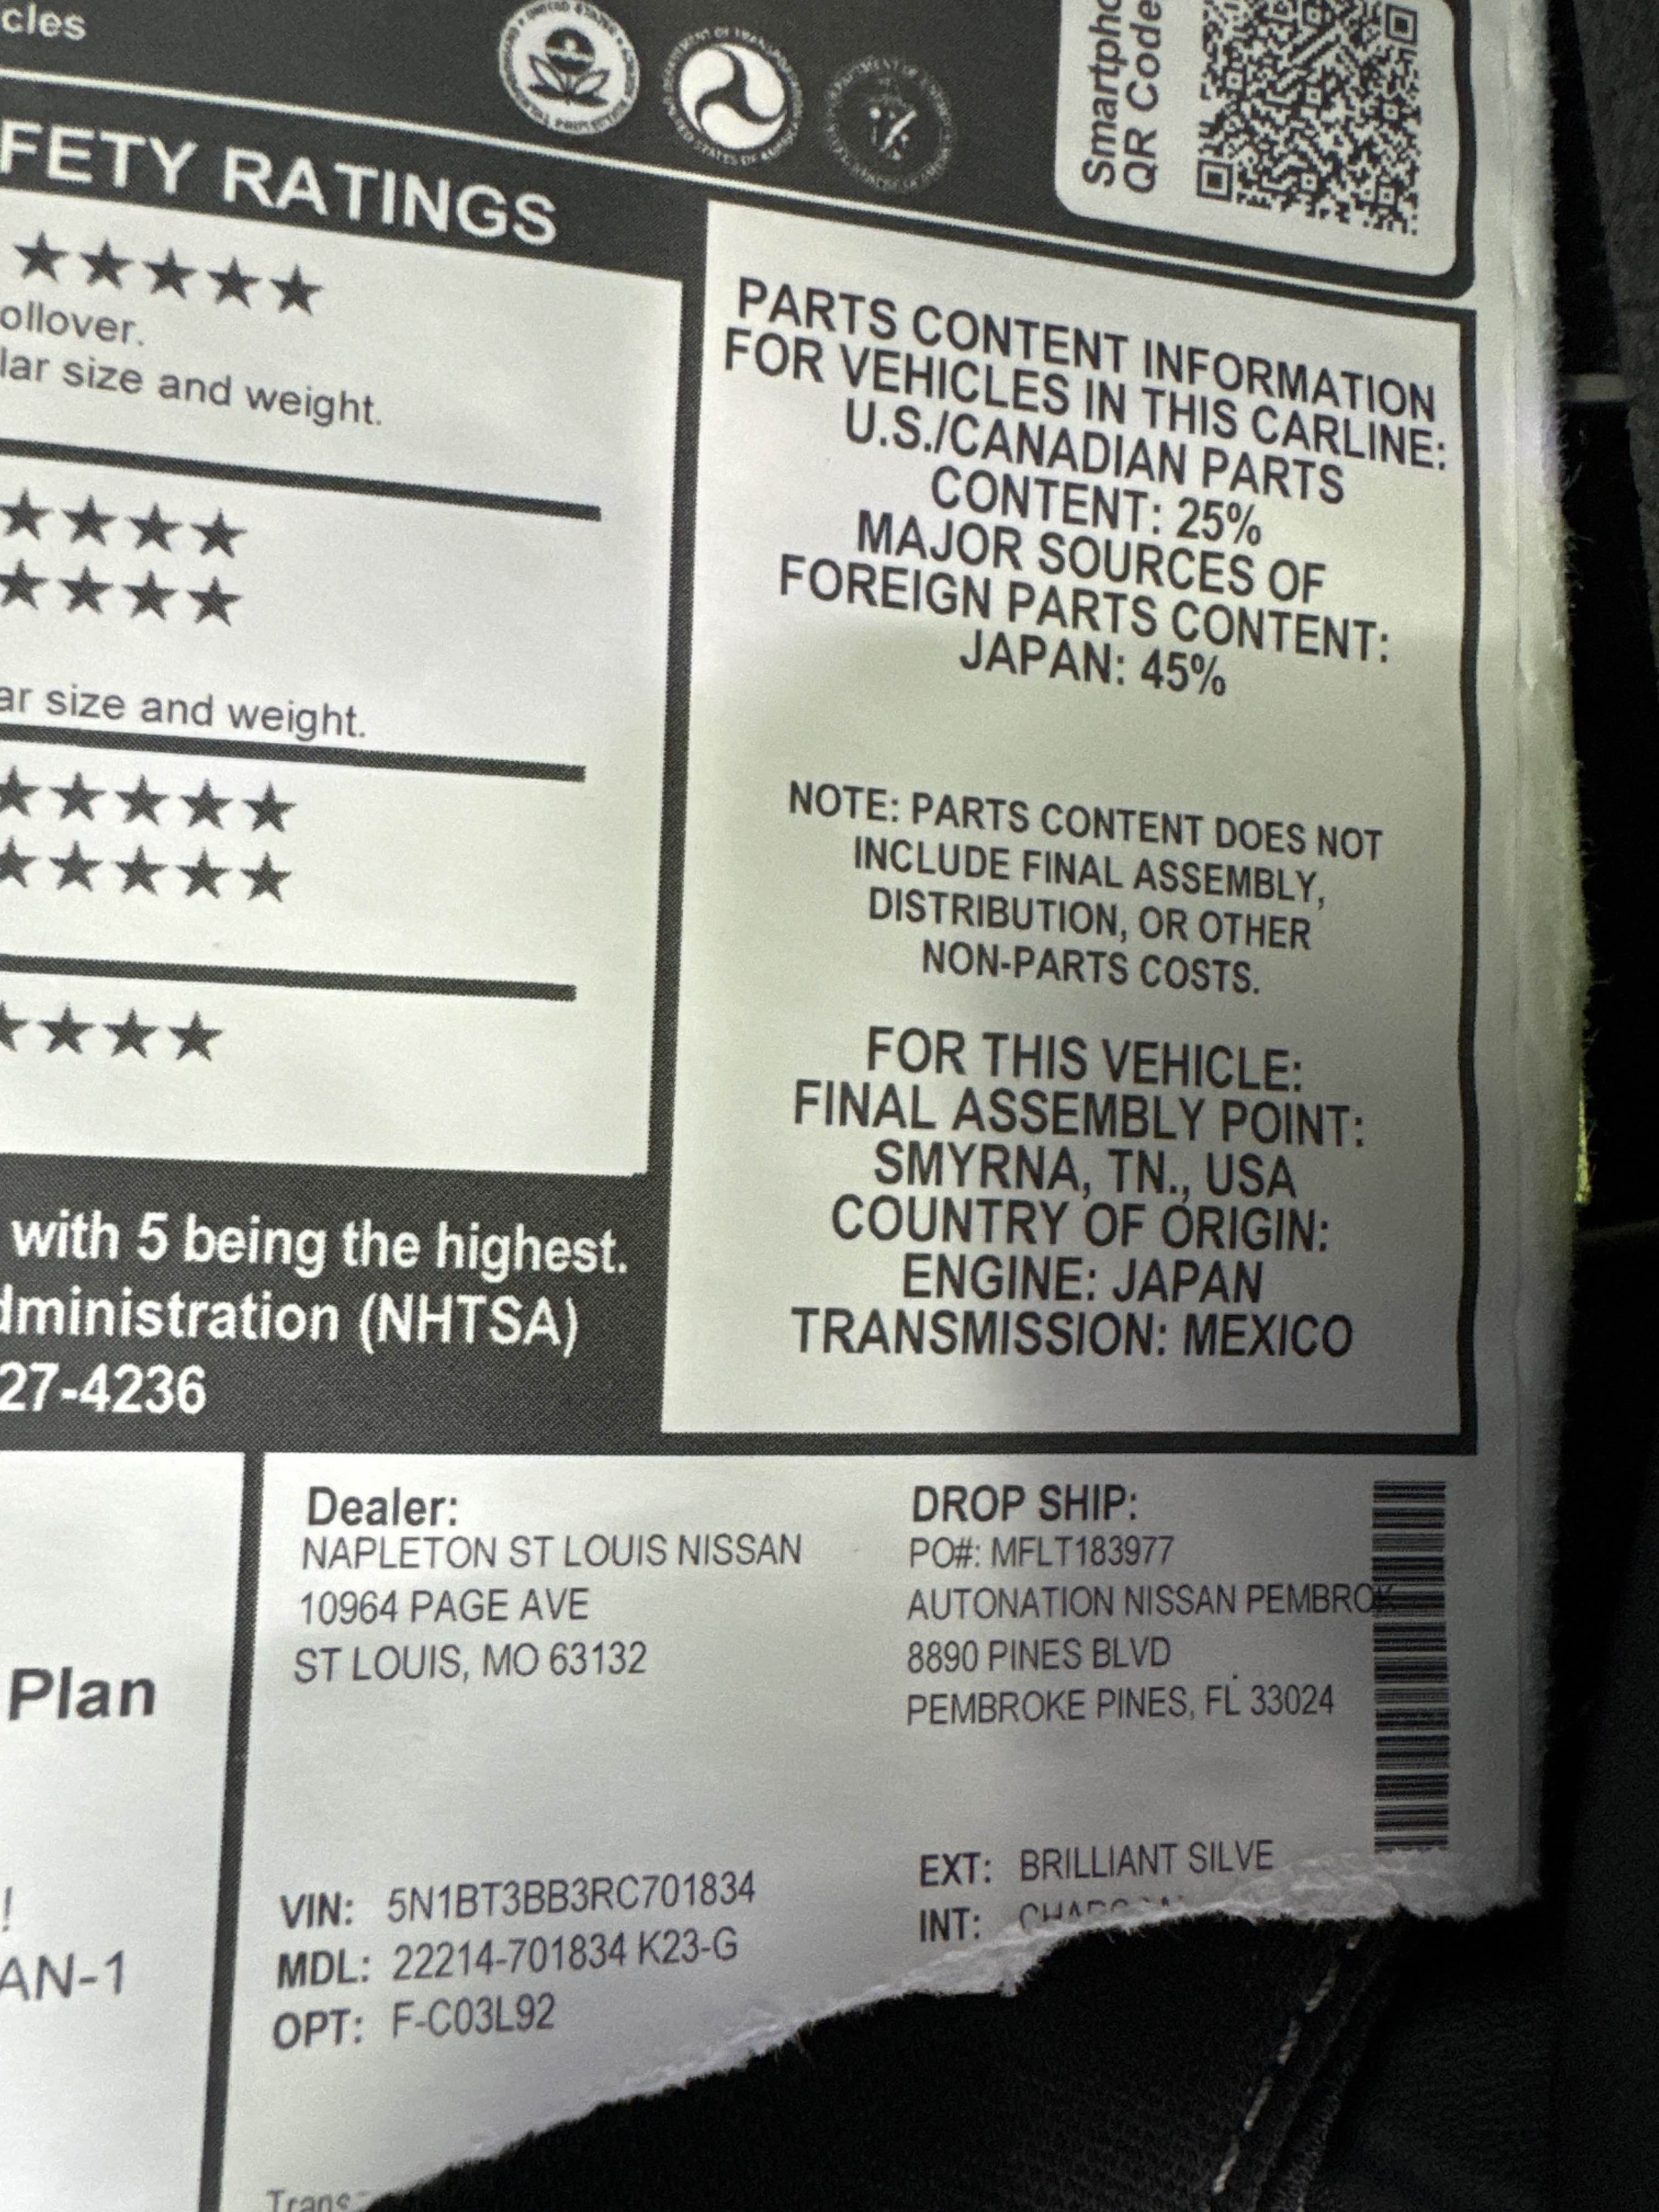 cles
Smartpho
QR Code
FETY RATINGS
★★★★★
ollover.
lar size and weight.
★★★★
★★★★
ar size and weight.
★★★★★
★★★★★
★★★★
with 5 being the highest.
dministration (NHTSA)
27-4236
PARTS CONTENT INFORMATION
FOR VEHICLES IN THIS CARLINE:
U.S./CANADIAN PARTS
CONTENT: 25%
MAJOR SOURCES OF
FOREIGN PARTS CONTENT:
JAPAN: 45%
NOTE: PARTS CONTENT DOES NOT
INCLUDE FINAL ASSEMBLY,
DISTRIBUTION, OR OTHER
NON-PARTS COSTS.
FOR THIS VEHICLE:
FINAL ASSEMBLY POINT:
SMYRNA, TN., USA
COUNTRY OF ORIGIN:
ENGINE: JAPAN
TRANSMISSION: MEXICO
Plan
!
AN-1
Dealer:
NAPLETON ST LOUIS NISSAN
10964 PAGE AVE
ST LOUIS, MO 63132
DROP SHIP:
PO#: MFLT183977
AUTONATION NISSAN PEMBROK
8890 PINES BLVD
PEMBROKE PINES, FL 33024
VIN: 5N1BT3BB3RC701834
MDL: 22214-701834 K23-G
OPT: F-C03L92
EXT: BRILLIANT SILVE
INT:
Trans